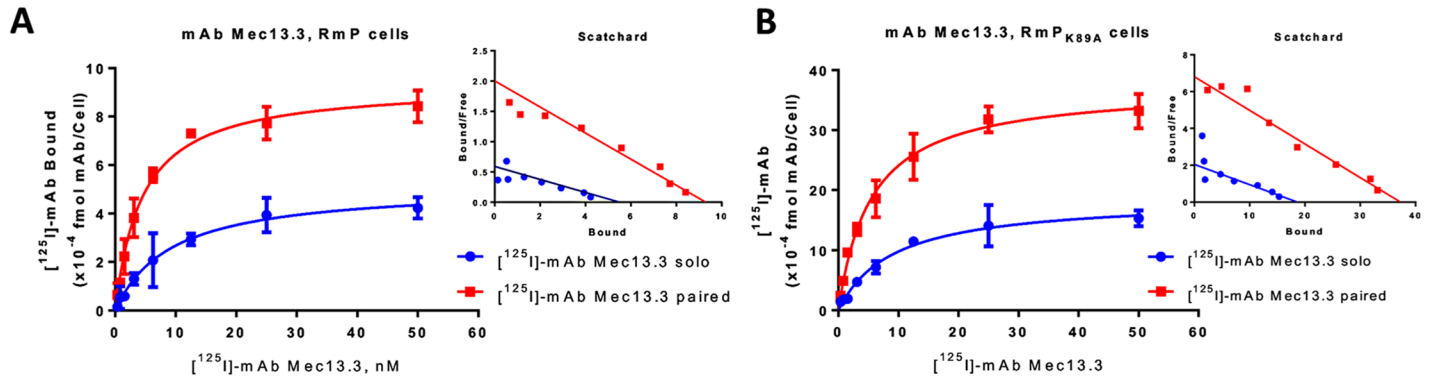 A
mAb Mec13.3, RmP cells
[125I]-mAb Bound
(x10-4 fmol mAb/Cell)
10
8
6
4
2
0
0 10 20 30 40 50 60
[125I]-mAb Mec13.3, nM
Scatchard
Bound/Free
2.5
2.0
1.5
1.0
0.5
0.0
0 2 4 6 8 10
Bound
[125I]-mAb Mec13.3 solo
[125I]-mAb Mec13.3 paired
B
mAb Mec13.3, RmPK89A cells
[125I]-mAb
(x10-4 fmol mAb/Cell)
40
30
20
10
0
0 10 20 30 40 50 60
[125I]-mAb Mec13.3
Scatchard
Bound/Free
8
6
4
2
0
0 10 20 30 40
Bound
[125I]-mAb Mec13.3 solo
[125I]-mAb Mec13.3 paired